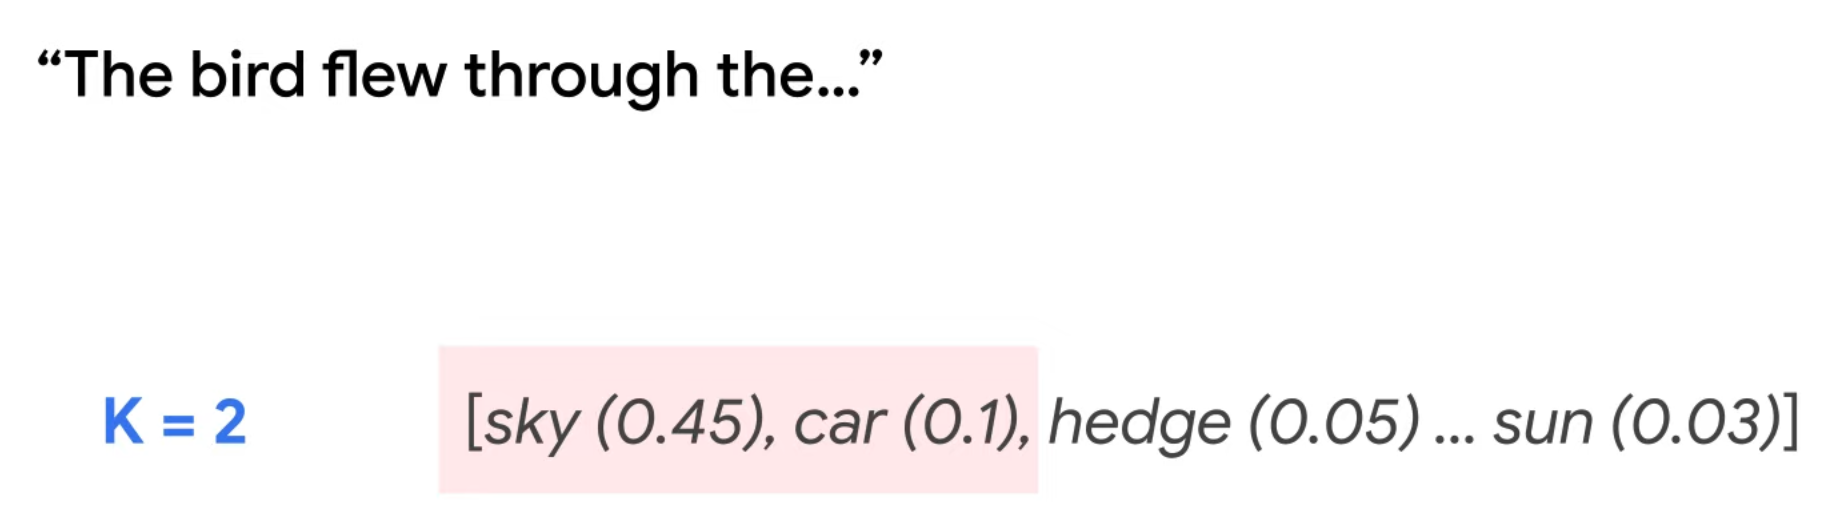 “The bird flew through the...”
K = 2 [sky (0.45), car (0.1), hedge (0.05) ... sun (0.03)]